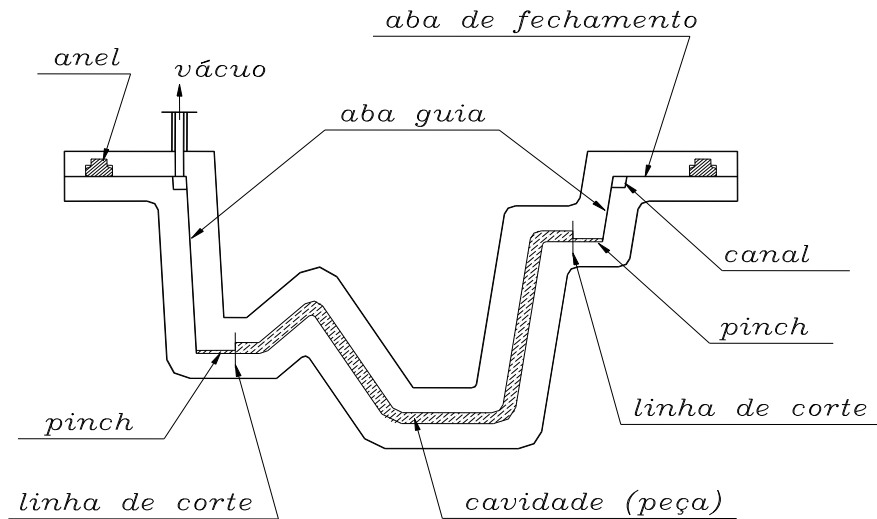 aba de fechamento
anel
vácuo
aba guia
canal
pinch
linha de corte
pinch
linha de corte
cavidade (peça)